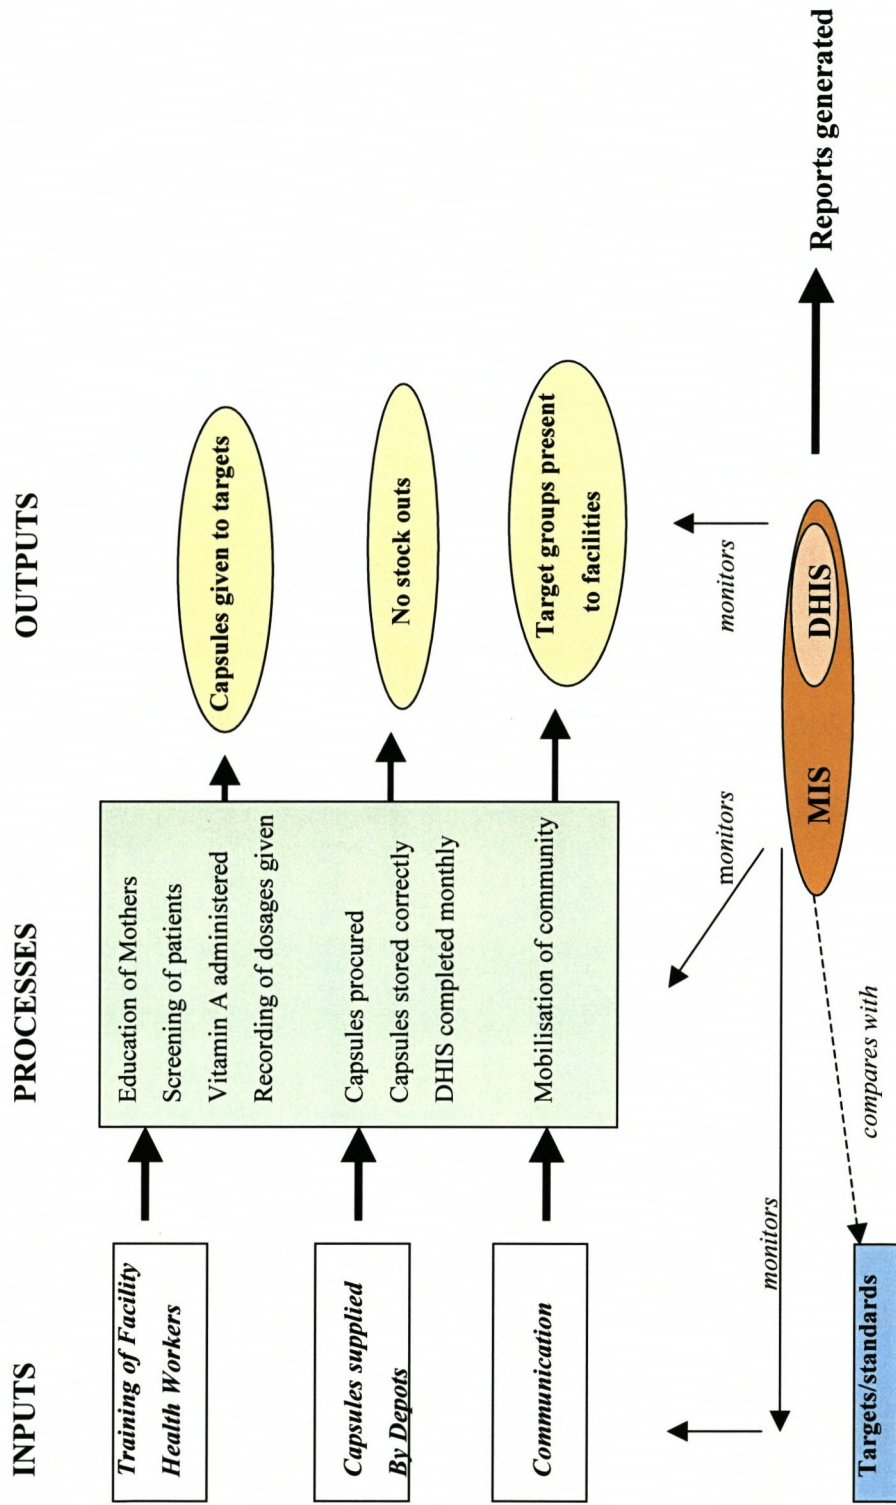 INPUTS
PROCESSES
OUTPUTS
Training of Facility
Health Workers
Education of Mothers
Screening of patients
Vitamin A administered
Recording of dosages given
Capsules given to targets
Capsules supplied
By Depots
Capsules procured
Capsules stored correctly
DHIS completed monthly
No stock outs
Communication
Mobilisation of community
Target groups present
to facilities
monitors
monitors
monitors
MIS
DHIS
Reports generated
compares with
Targets/standards